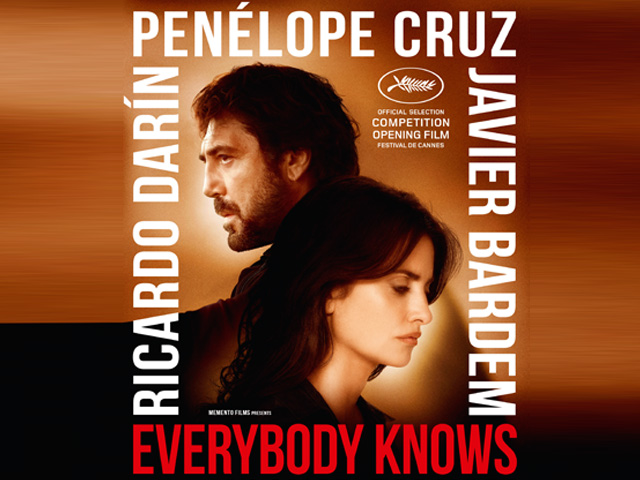 PENÉLOPE CRUZ
RICARDO DARÍN
JAVIER BARDEM
OFFICIAL SELECTION
COMPETITION
OPENING FILM
FESTIVAL DE CANNES
MEMENTO FILMS PRESENTS
EVERYBODY KNOWS